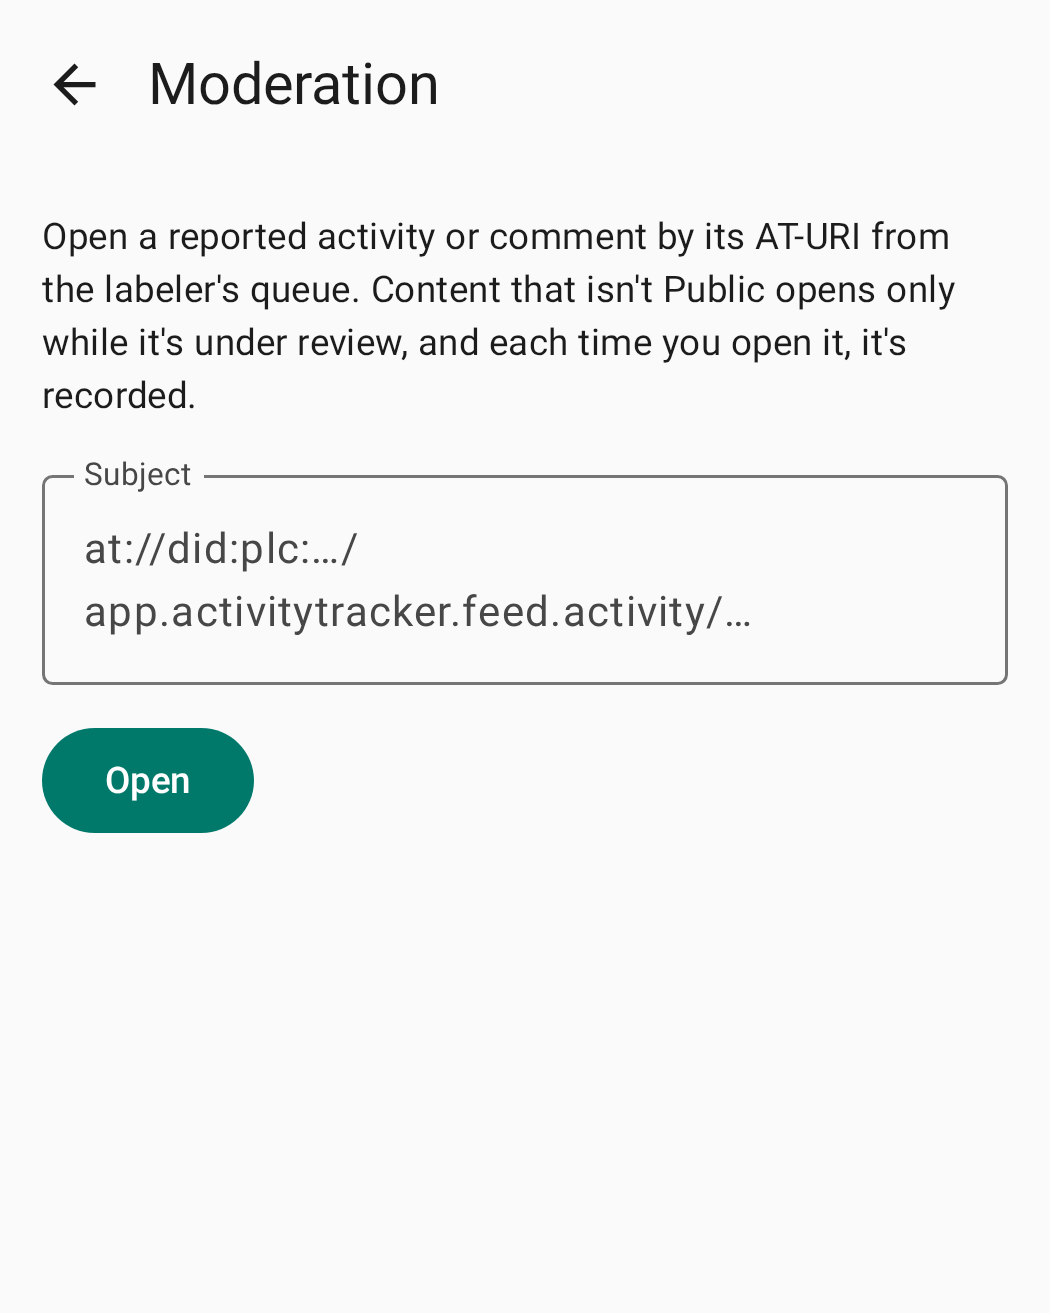 Moderation
Open a reported activity or comment by its AT-URI from
the labeler's queue. Content that isn't Public opens only
while it's under review, and each time you open it, it's
recorded.
Subject
at://did:plc:…/
app.activitytracker.feed.activity/…
Open